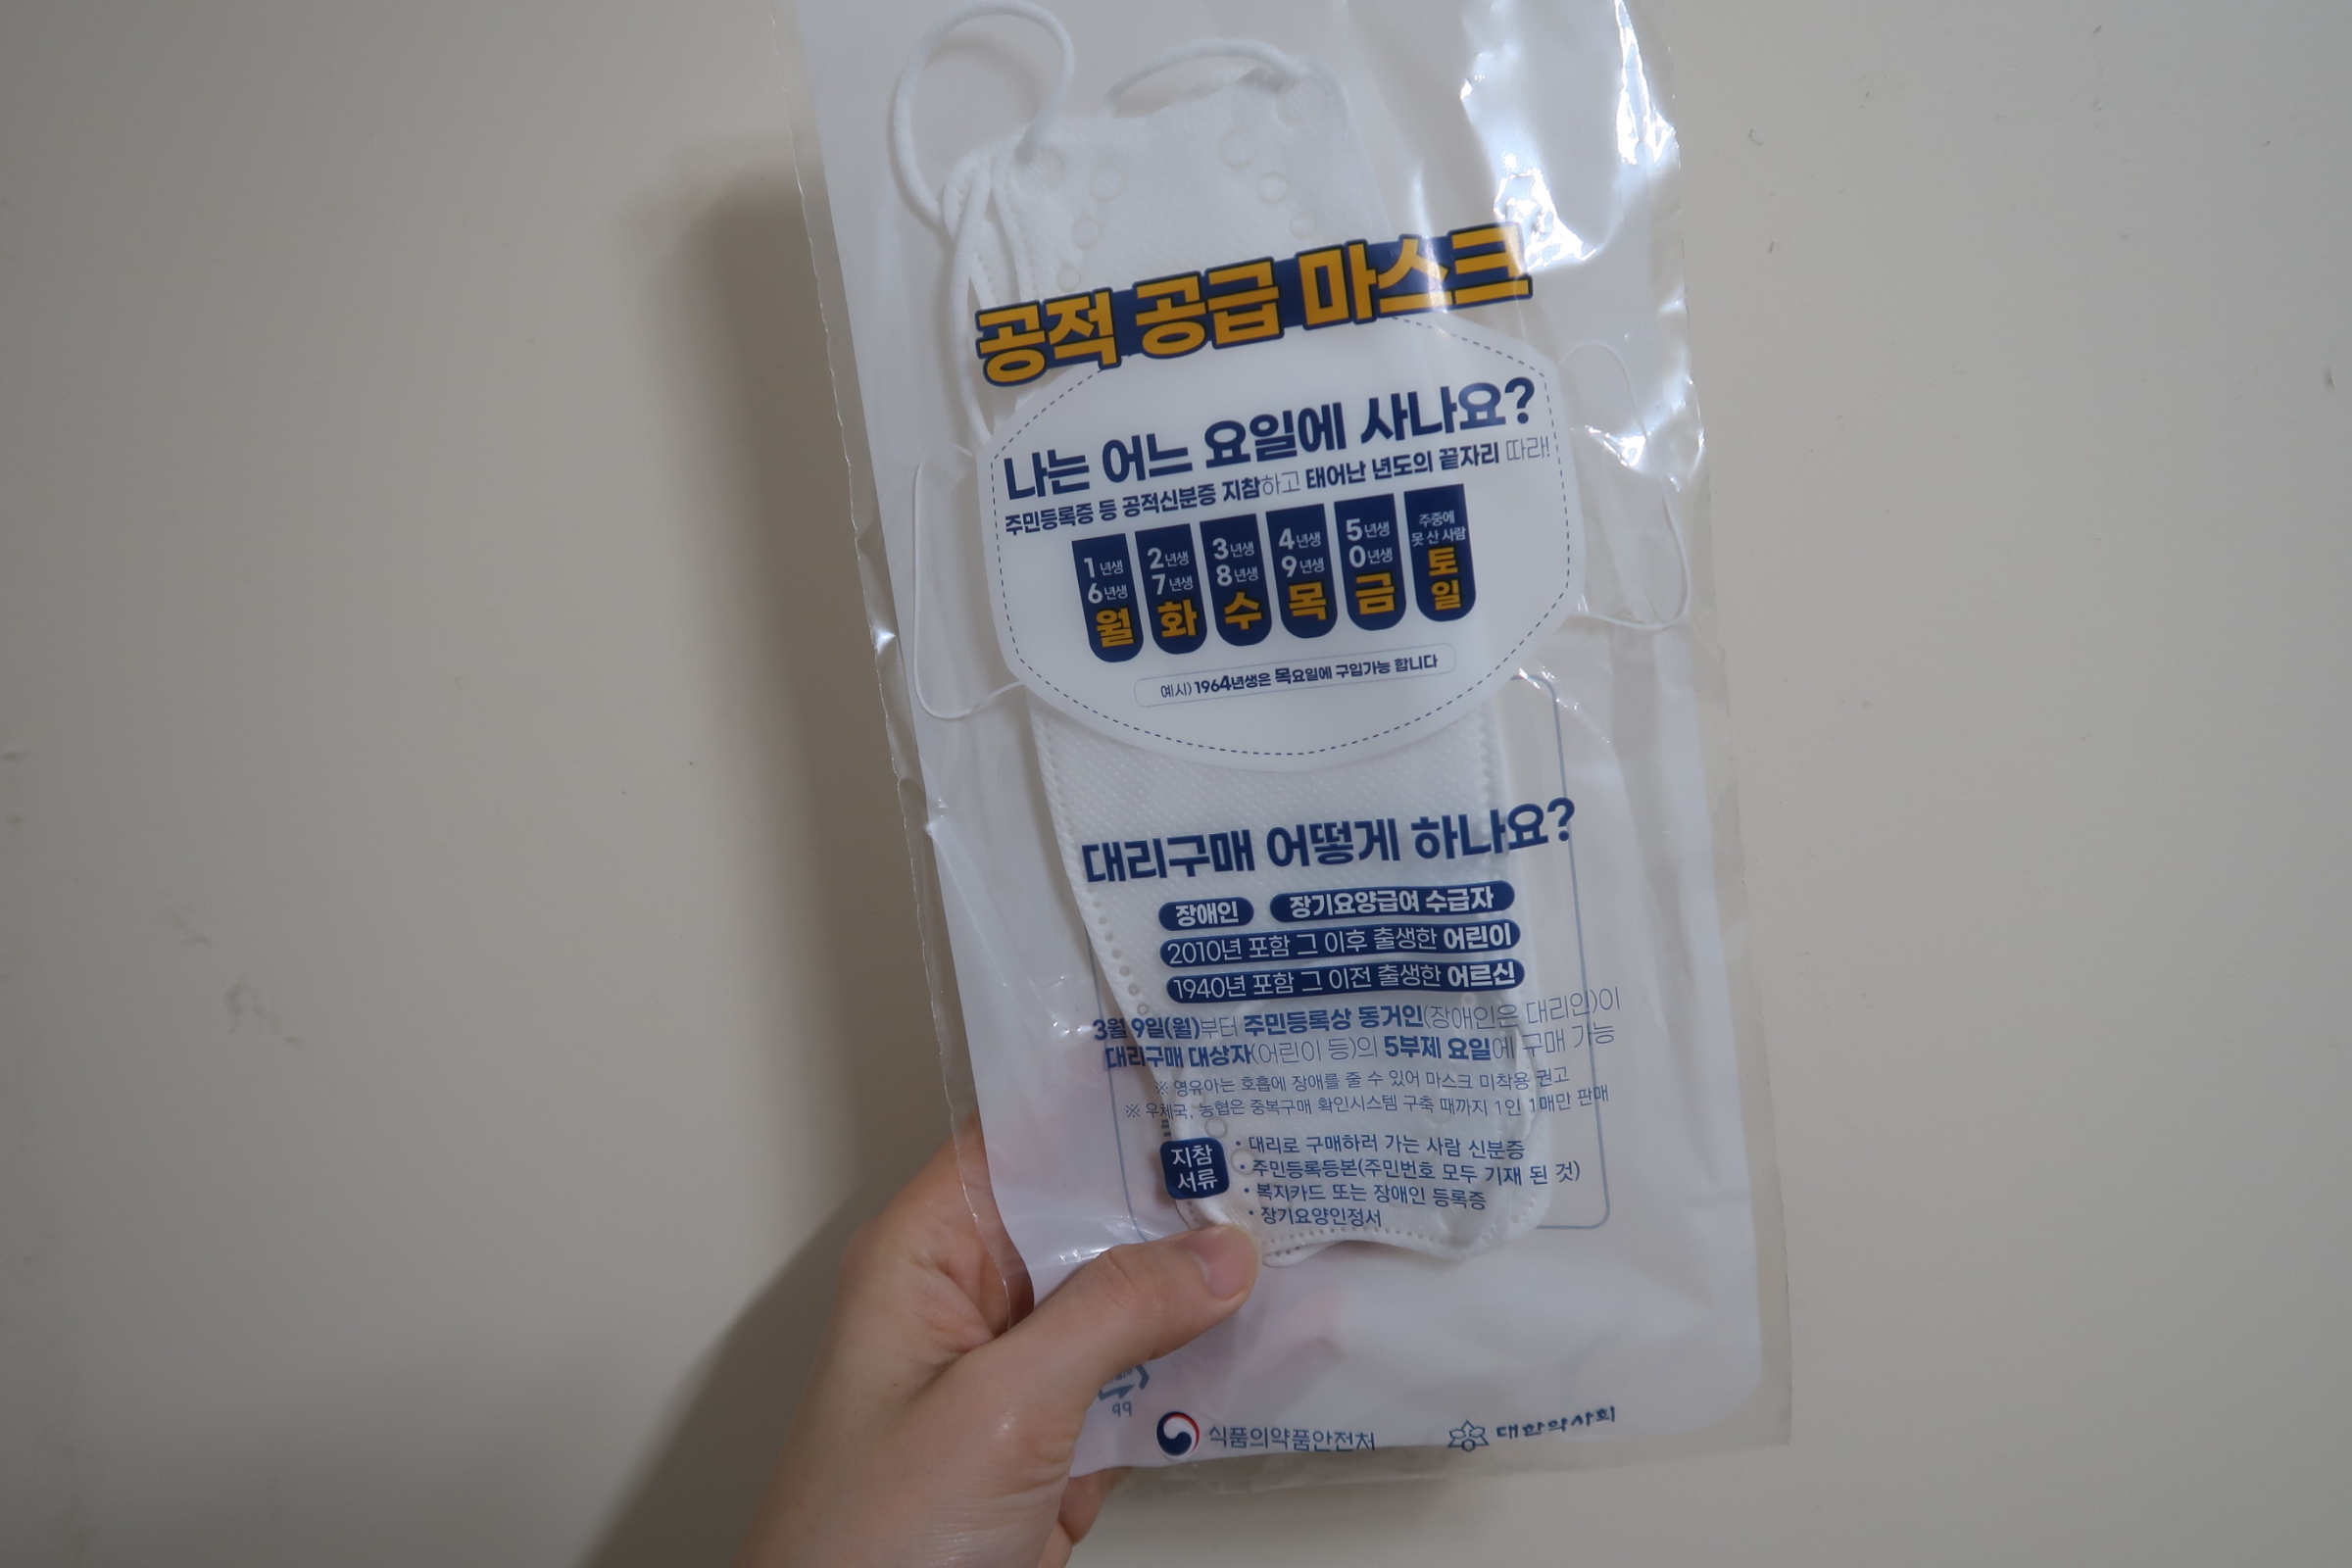 공적 공급 마스크
나는 어느 요일에 사나요?
주민등록증 등 공적신분증 지참하고 태어난 년도의 끝자리 따라!
1년생 6년생 월
2년생 7년생 화
3년생 8년생 수
4년생 9년생 목
5년생 0년생 금
주중에 못 산 사람 토 일
예시) 1964년생은 목요일에 구입가능 합니다
대리구매 어떻게 하나요?
장애인 장기요양급여 수급자
2010년 포함 그 이후 출생한 어린이
1940년 포함 그 이전 출생한 어르신
3월 9일(월)부터 주민등록상 동거인(장애인은 대리인)이
대리구매 대상자(어린이 등)의 5부제 요일에 구매 가능
※ 영유아는 호흡에 장애를 줄 수 있어 마스크 미착용 권고
※ 우체국, 농협은 중복구매 확인시스템 구축 때까지 1인 1매만 판매
지참 서류
• 대리로 구매하러 가는 사람 신분증
• 주민등록등본(주민번호 모두 기재 된 것)
• 복지카드 또는 장애인 등록증
• 장기요양인정서
식품의약품안전처 대한약사회